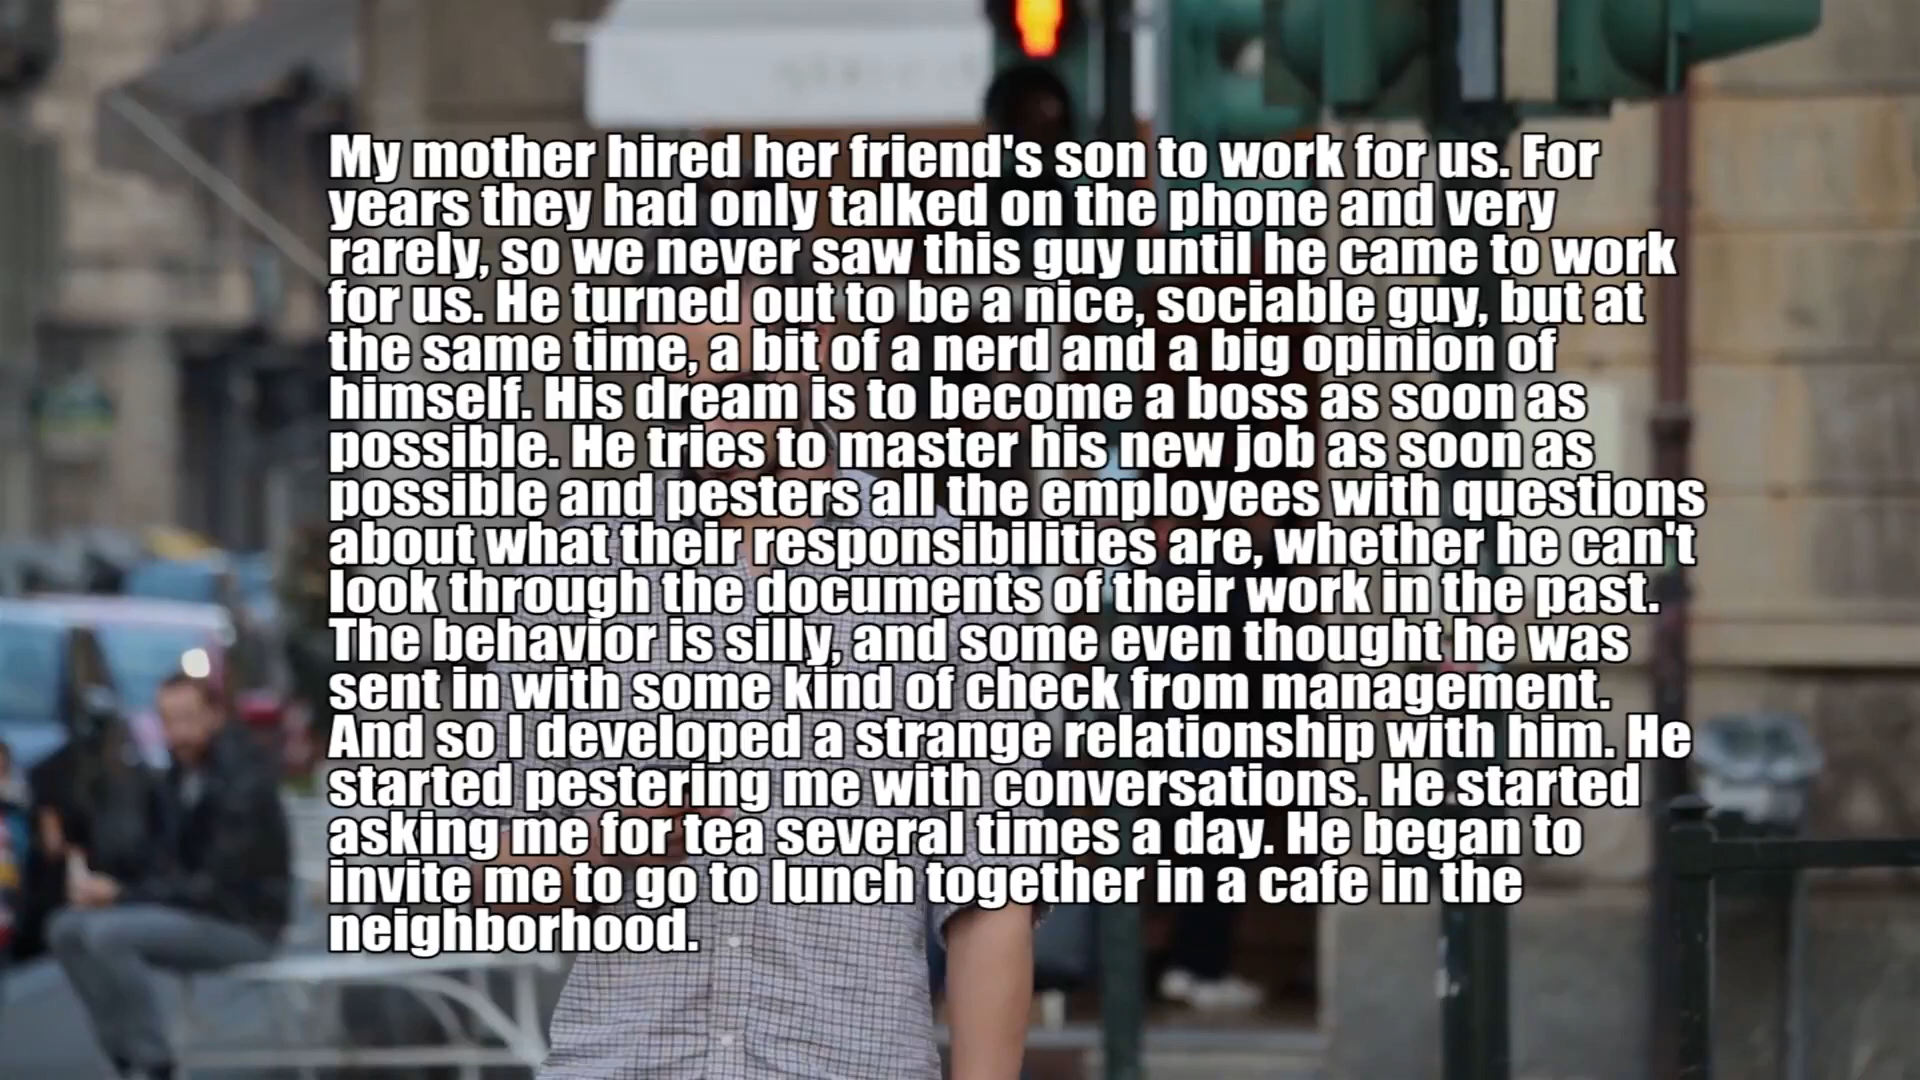 My mother hired her friend's son to work for us. For
years they had only talked on the phone and very
rarely, so we never saw this guy until he came to work
for us. He turned out to be a nice, sociable guy, but at
the same time, a bit of a nerd and a big opinion of
himself. His dream is to become a boss as soon as
possible. He tries to master his new job as soon as
possible and pesters all the employees with questions
about what their responsibilities are, whether he can't
look through the documents of their work in the past.
The behavior is silly, and some even thought he was
sent in with some kind of check from management.
And so I developed a strange relationship with him. He
started pestering me with conversations. He started
asking me for tea several times a day. He began to
invite me to go to lunch together in a cafe in the
neighborhood.